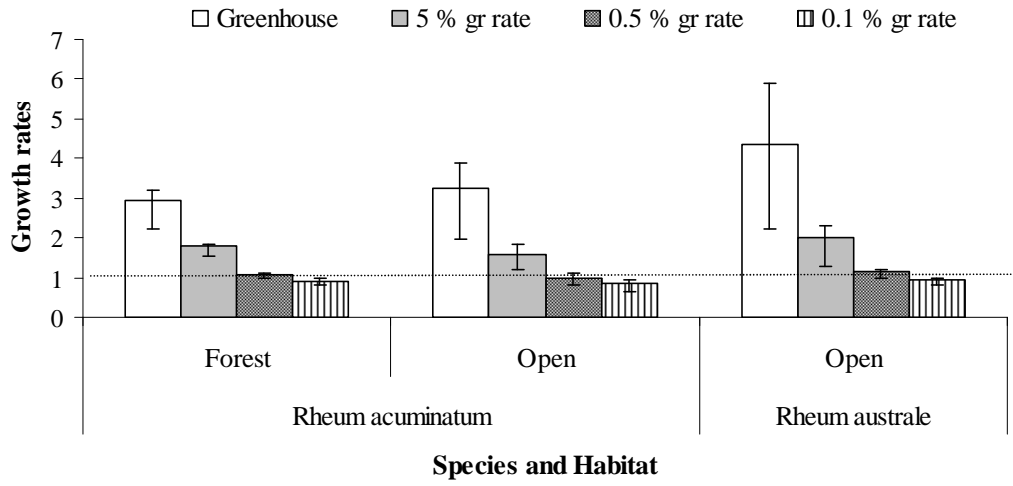 Greenhouse 5 % gr rate 0.5 % gr rate 0.1 % gr rate
7
6
5
4
3
2
1
0
Growth rates
Forest Open Open
Rheum acuminatum Rheum australe
Species and Habitat